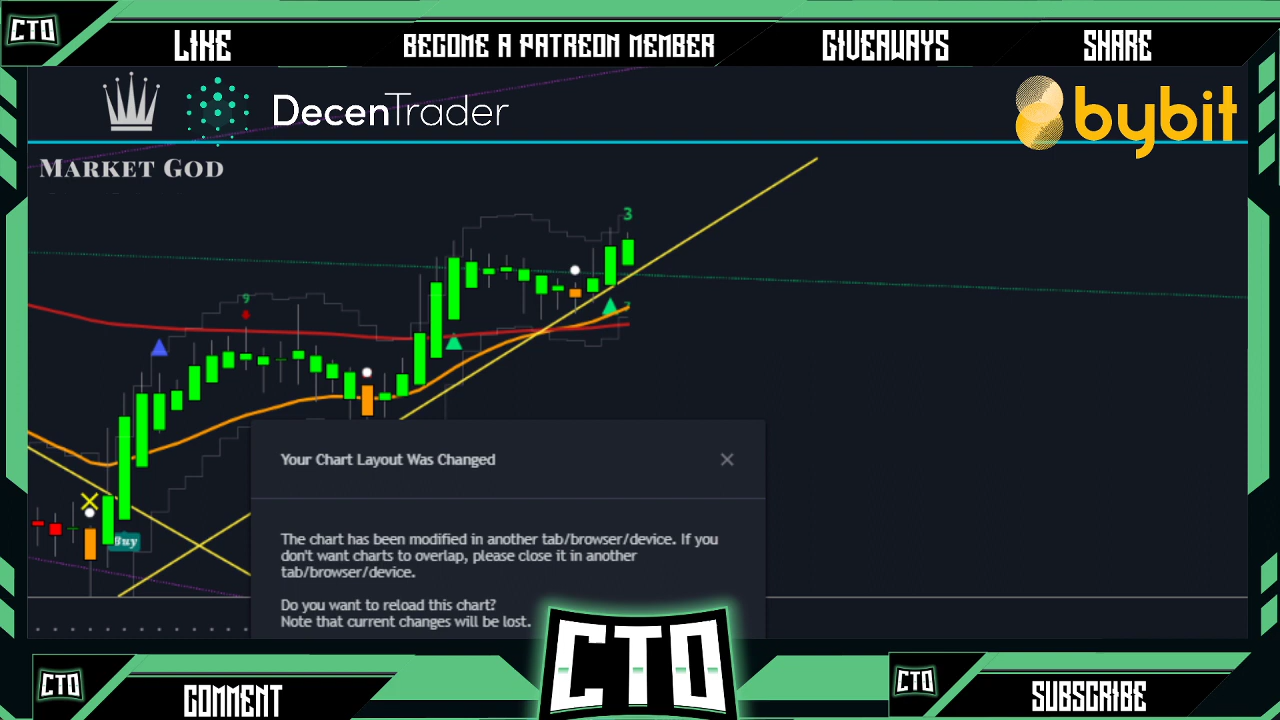 CTO
LIKE
BECOME A PATREON MEMBER
GIVEAWAYS
SHARE
DecenTrader
bybit
MARKET GOD
3
9
Buy
Your Chart Layout Was Changed
The chart has been modified in another tab/browser/device. If you
don't want charts to overlap, please close it in another
tab/browser/device.
Do you want to reload this chart?
Note that current changes will be lost.
CTO
CTO
COMMENT
CTO
SUBSCRIBE